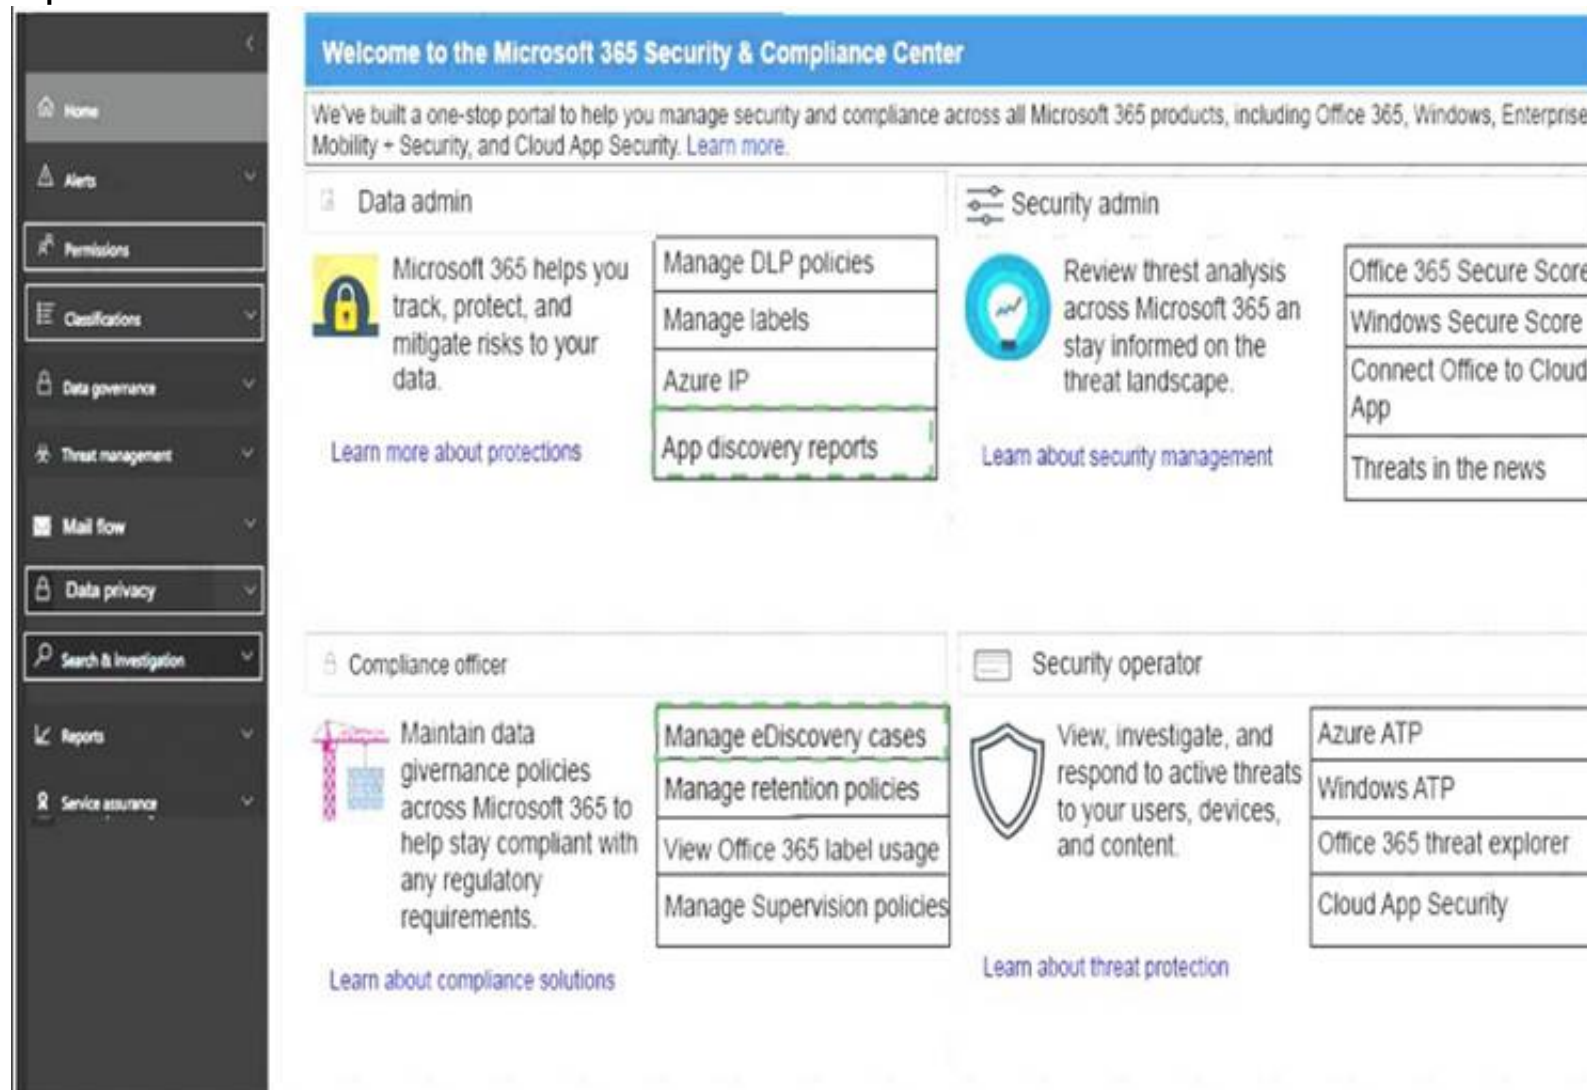 Home
Alerts
Permissions
Classifications
Data governance
Threat management
Mail flow
Data privacy
Search & Investigation
Reports
Service assurance
Welcome to the Microsoft 365 Security & Compliance Center
We've built a one-stop portal to help you manage security and compliance across all Microsoft 365 products, including Office 365, Windows, Enterprise
Mobility + Security, and Cloud App Security. Learn more.
Data admin
Microsoft 365 helps you
track, protect, and
mitigate risks to your
data.
Learn more about protections
Manage DLP policies
Manage labels
Azure IP
App discovery reports
Security admin
Review threst analysis
across Microsoft 365 an
stay informed on the
threat landscape.
Learn about security management
Office 365 Secure Score
Windows Secure Score
Connect Office to Cloud
App
Threats in the news
Compliance officer
Maintain data
givernance policies
across Microsoft 365 to
help stay compliant with
any regulatory
requirements.
Learn about compliance solutions
Manage eDiscovery cases
Manage retention policies
View Office 365 label usage
Manage Supervision policies
Security operator
View, investigate, and
respond to active threats
to your users, devices,
and content.
Learn about threat protection
Azure ATP
Windows ATP
Office 365 threat explorer
Cloud App Security